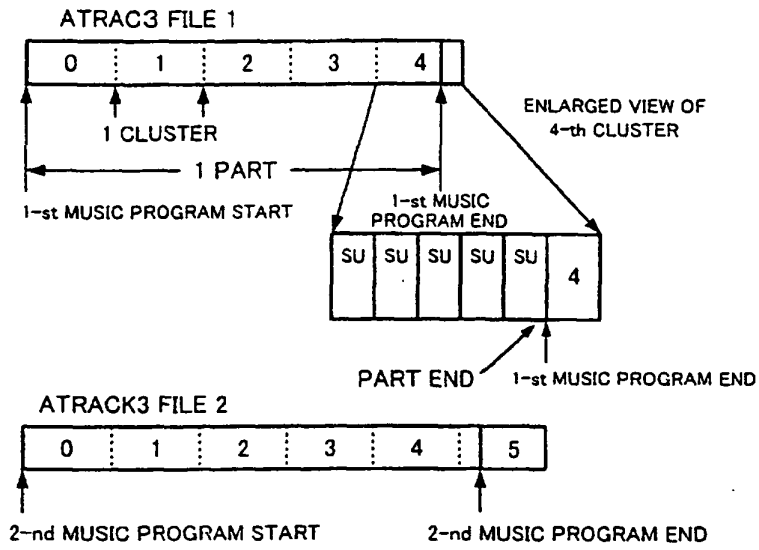 ATRAC3 FILE 1
0 1 2 3 4
ENLARGED VIEW OF
4-th CLUSTER
1 CLUSTER
1 PART
1-st MUSIC PROGRAM START
1-st MUSIC
PROGRAM END
SU SU SU SU SU 4
PART END
1-st MUSIC PROGRAM END
ATRACK3 FILE 2
0 1 2 3 4 5
2-nd MUSIC PROGRAM START
2-nd MUSIC PROGRAM END